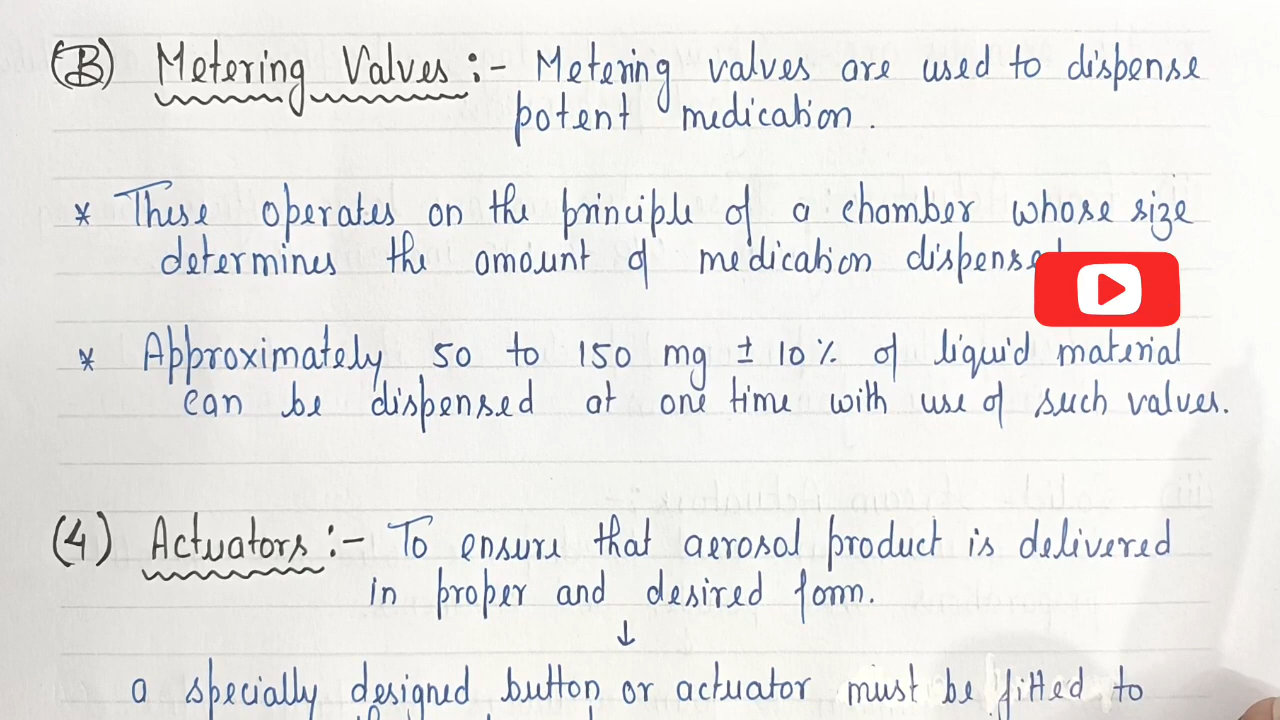 (B) Metering Valves :- Metering valves are used to dispense
potent medication.
* These operates on the principle of a chamber whose size
determines the amount of medication
* Approximately 50 to 150 mg ± 10% of liquid material
can be dispensed at one time with use of such valves.
(4) Actuators :- To ensure that aerosol product is delivered
in proper and desired form.
↓
a specially designed button or actuator must be fitted to